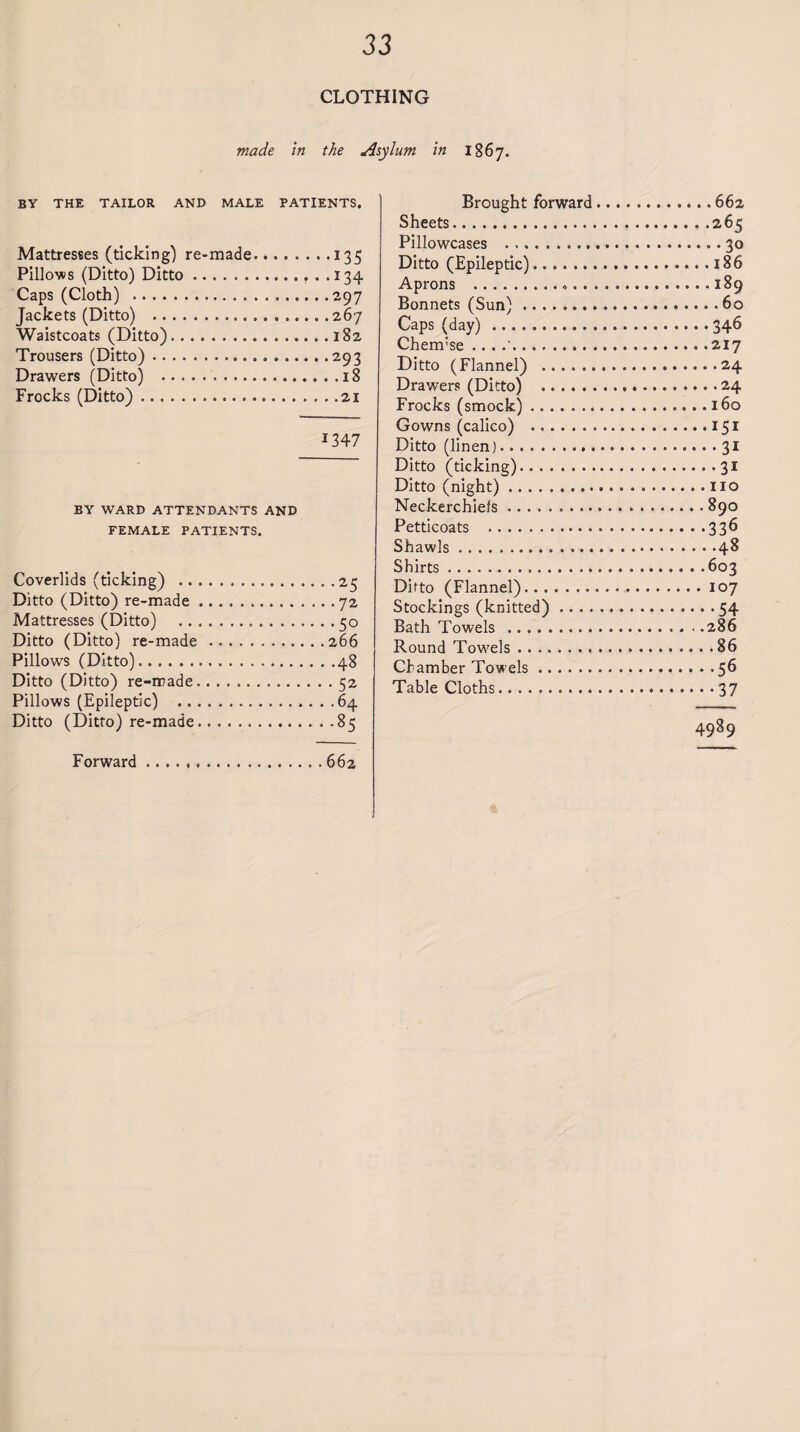 33
CLOTHING
made in the Asylum in 1867.
BY THE TAILOR AND MALE PATIENTS.
Mattresses (ticking) re-made........135
Pillows (Ditto) Ditto..............134
Caps (Cloth) ....................297
Jackets (Ditto) ..................267
Waistcoats (Ditto)................182
Trousers (Ditto)..................293
Drawers (Ditto) ..................18
Frocks (Ditto)....................21
1347
BY WARD ATTENDANTS AND
FEMALE PATIENTS.
Coverlids (ticking) ................25
Ditto (Ditto) re-made..............72
Mattresses (Ditto) ................50
Ditto (Ditto) re-made ............266
Pillows (Ditto)....................48
Ditto (Ditto) re-made..............52
Pillows (Epileptic) ................64
Ditto (Ditto) re-made..............85
Forward....................662
Brought forward............662
Sheets..........................265
Pillowcases ......................30
Ditto (Epileptic)..................186
Aprons ........................189
Bonnets (Sun) ....................60
Caps (day) ......................346
Chemise........................217
Ditto (Flannel) ..................24
Drawers (Ditto) ..................24
Frocks (smock)..................160
Gowns (calico) ..................151
Ditto (linen)......................31
Ditto (ticking)....................31
Ditto (night)....................110
Neckerchiefs....................890
Petticoats ......................336
Shawls..........................48
Shirts..........................603
Ditto (Flannel)..................107
Stockings (knitted) ................54
Bath Towels ....................286
Round Towels....................86
Chamber Towels..................56
Table Cloths......................37
4989